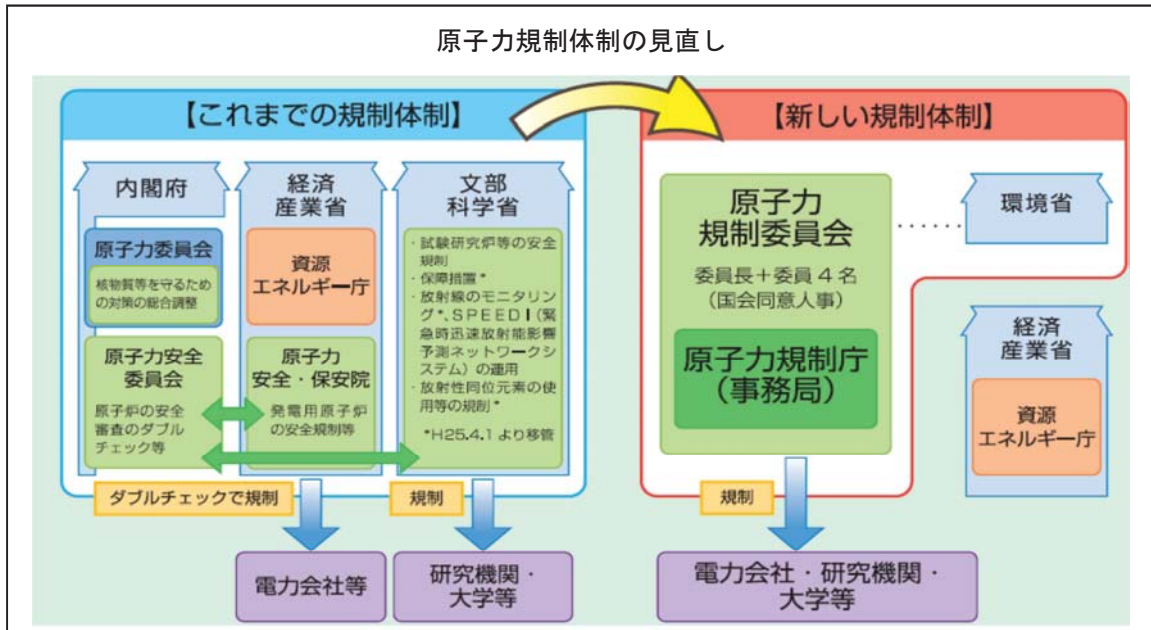 原子力規制体制の見直し
【これまでの規制体制】
内閣府
原子力委員会
核物質等を守るため
の対策の総合調整
原子力安全
委員会
原子炉の安全
審査のダブル
チェック等
経済
産業省
資源
エネルギー庁
原子力
安全・保安院
発電用原子炉
の安全規制等
文部
科学省
・試験研究炉等の安全
規制
・保障措置*
・放射線のモニタリン
グ*、SPEEDI（緊
急時迅速放射能影響
予測ネットワークシ
ステム）の運用
・放射性同位元素の使
用等の規制*
*H25.4.1より移管
ダブルチェックで規制
規制
電力会社等
研究機関・
大学等
【新しい規制体制】
原子力
規制委員会
委員長＋委員4名
（国会同意人事）
原子力規制庁
（事務局）
……
環境省
経済
産業省
資源
エネルギー庁
規制
電力会社・研究機関・
大学等